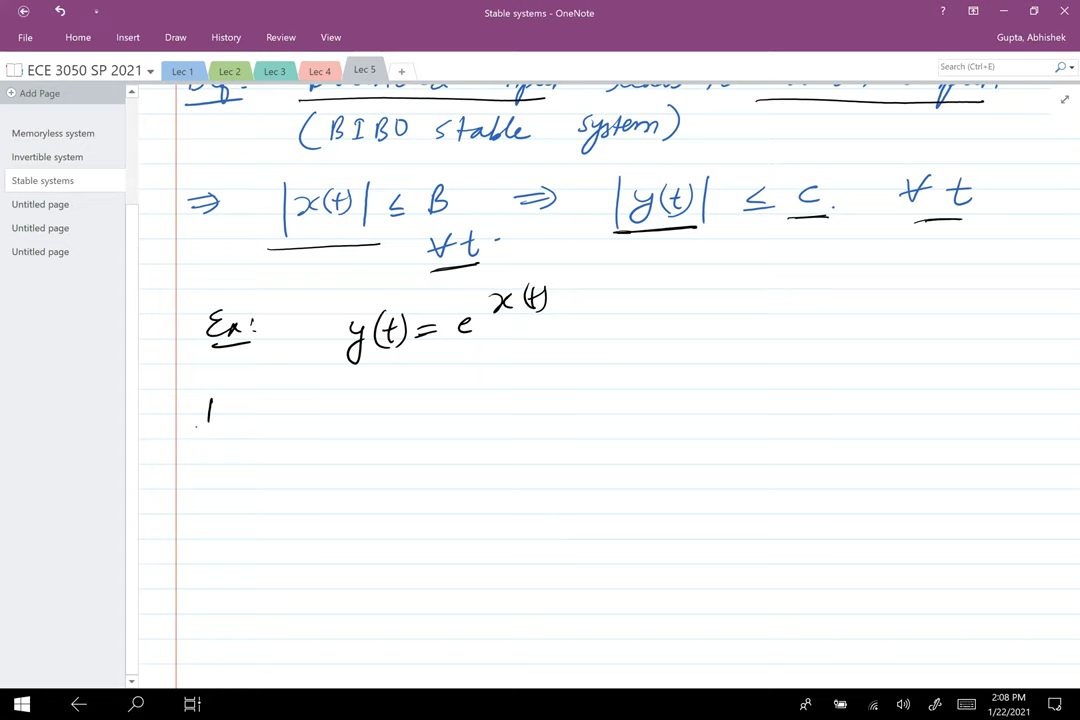 Stable systems - OneNote
?
Gupta, Abhishek
File Home Insert Draw History Review View
ECE 3050 SP 2021
Lec 1 Lec 2 Lec 3 Lec 4 Lec 5 +
Search (Ctrl+E)
Add Page
Memoryless system
Invertible system
Stable systems
Untitled page
Untitled page
Untitled page
(BIBO stable system)
⇒ |x(t)| ≤ B ⇒ |y(t)| ≤ C. ∀ t
∀ t.
Ex: y(t) = e^{x(t)}
2:08 PM
1/22/2021